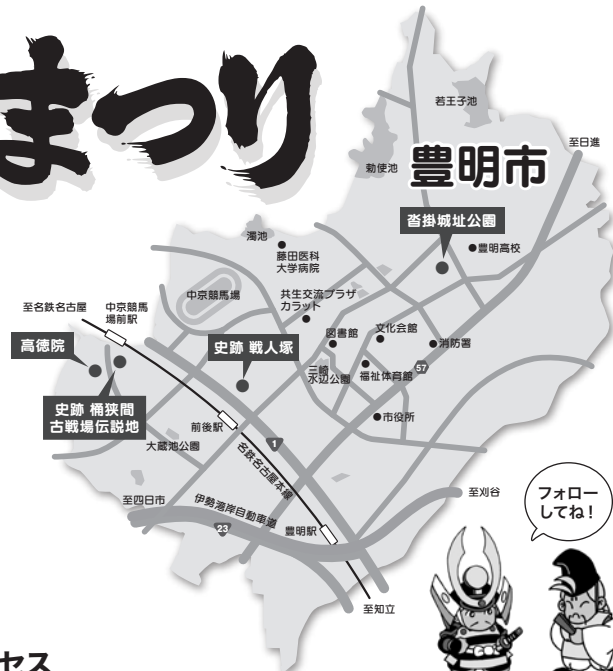 まつり
豊明市
若王子池
至日進
勅使池
沓掛城址公園
豊明高校
濁池
藤田医科
大学病院
中京競馬場
共生交流プラザ
カラット
至名鉄名古屋
中京競馬
場前駅
図書館
文化会館
消防署
高徳院
史跡 戦人塚
三崎
水辺公園
福祉体育館
57
史跡 桶狭間
古戦場伝説地
前後駅
市役所
大蔵池公園
1
名鉄名古屋本線
至四日市
伊勢湾岸自動車道
至刈谷
23
豊明駅
フォロー
してね!
至知立
セス